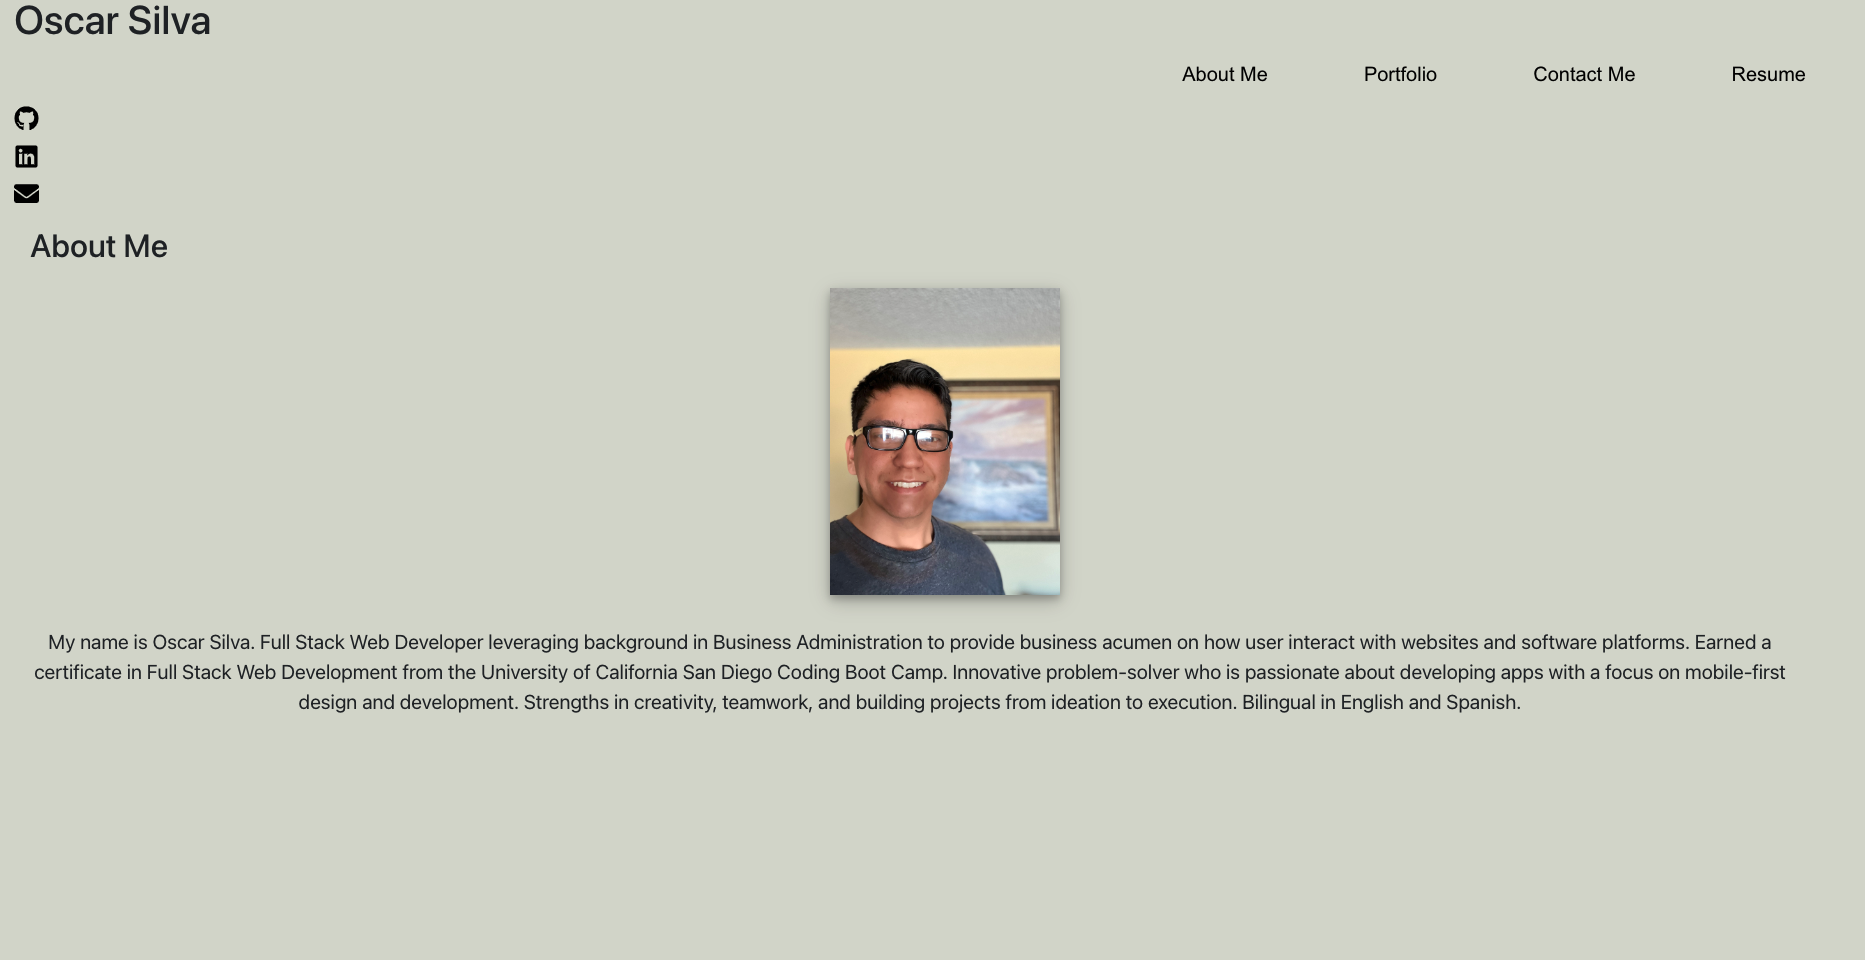 Oscar Silva
About Me Portfolio Contact Me Resume
in
About Me
My name is Oscar Silva. Full Stack Web Developer leveraging background in Business Administration to provide business acumen on how user interact with websites and software platforms. Earned a
certificate in Full Stack Web Development from the University of California San Diego Coding Boot Camp. Innovative problem-solver who is passionate about developing apps with a focus on mobile-first
design and development. Strengths in creativity, teamwork, and building projects from ideation to execution. Bilingual in English and Spanish.